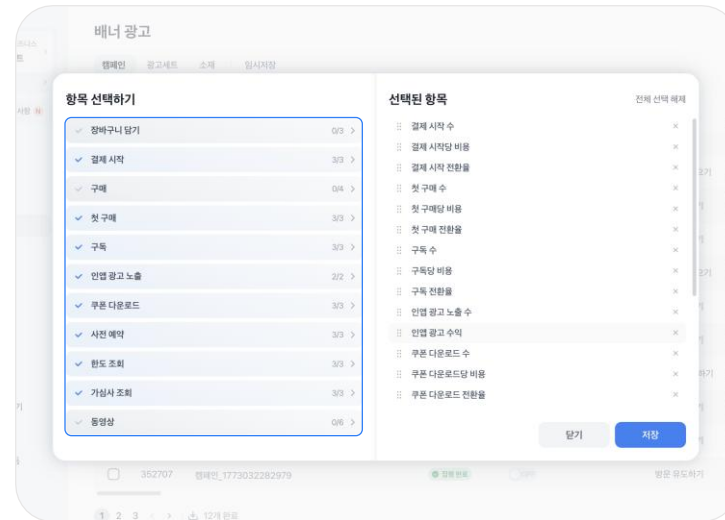 배너 광고
캠페인 광고세트 소재 임시저장
항목 선택하기
장바구니 담기 0/3
결제 시작 3/3
구매 0/4
첫 구매 3/3
구독 3/3
인앱 광고 노출 2/2
쿠폰 다운로드 3/3
사전 예약 3/3
한도 조회 3/3
가심사 조회 3/3
동영상 0/6
선택된 항목 전체 선택 해제
결제 시작 수
결제 시작당 비용
결제 시작 전환율
첫 구매 수
첫 구매당 비용
첫 구매 전환율
구독 수
구독당 비용
구독 전환율
인앱 광고 노출 수
인앱 광고 수익
쿠폰 다운로드 수
쿠폰 다운로드당 비용
쿠폰 다운로드 전환율
닫기 저장
352707 캠페인_1773032282979 집행 완료 방문 유도하기
1 2 3 12개 완료